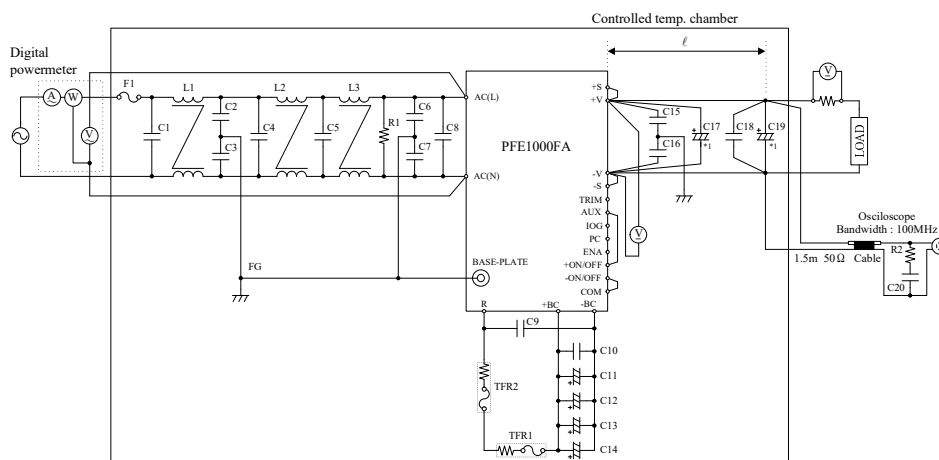 Controlled temp. chamber
Digital
powermeter
ℓ
A
W
V
F1
L1
L2
L3
C1
C2
C3
C4
C5
R1
C6
C7
C8
AC(L)
AC(N)
PFE1000FA
BASE-PLATE
FG
+S
+V
-V
-S
TRIM
AUX
IOG
PC
ENA
+ON/OFF
-ON/OFF
COM
R
+BC
-BC
C15
C16
C17
*1
C18
C19
*1
V
V
LOAD
Osciloscope
Bandwidth : 100MHz
R2
1.5m 50Ω Cable
C20
C9
C10
C11
C12
C13
C14
TFR2
TFR1